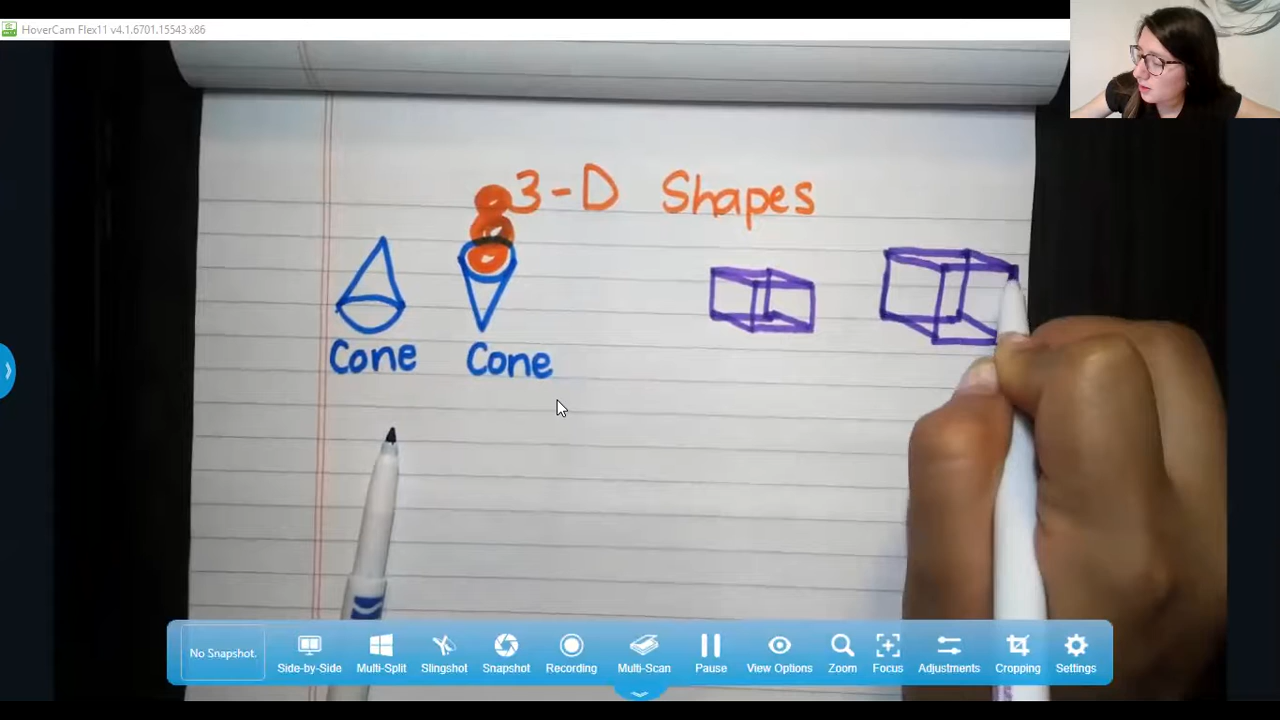 HoverCam Flex11 v4.1.6701.15543 x86
3-D Shapes
Cone Cone
No Snapshot.
Side-by-Side Multi-Split Slingshot Snapshot Recording Multi-Scan Pause View Options Zoom Focus Adjustments Cropping Settings